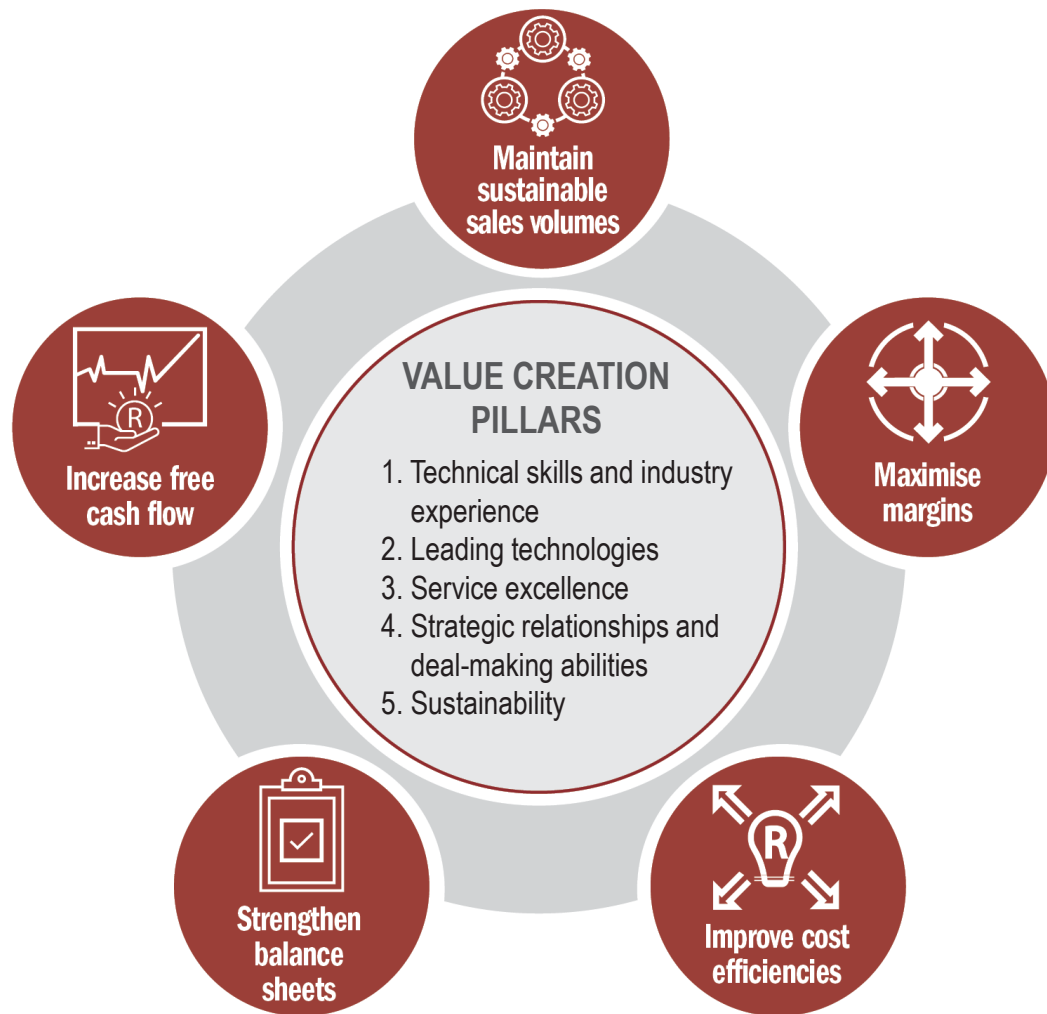 Maintain
sustainable
sales volumes
Maximise
margins
R
Improve cost
efficiencies
Strengthen
balance
sheets
R
Increase free
cash flow
VALUE CREATION
PILLARS
1. Technical skills and industry
experience
2. Leading technologies
3. Service excellence
4. Strategic relationships and
deal-making abilities
5. Sustainability